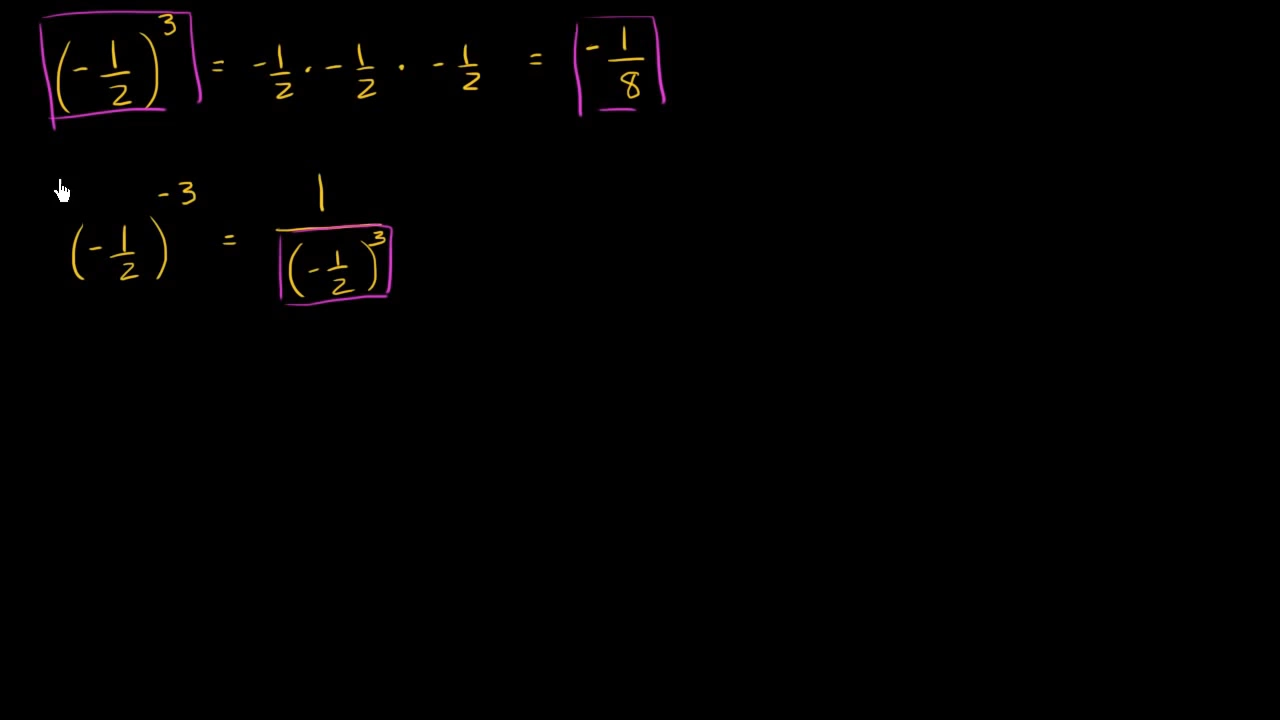 (-1/2)^3 = -1/2 · -1/2 · -1/2 = -1/8
(-1/2)^-3 = 1/(-1/2)^3